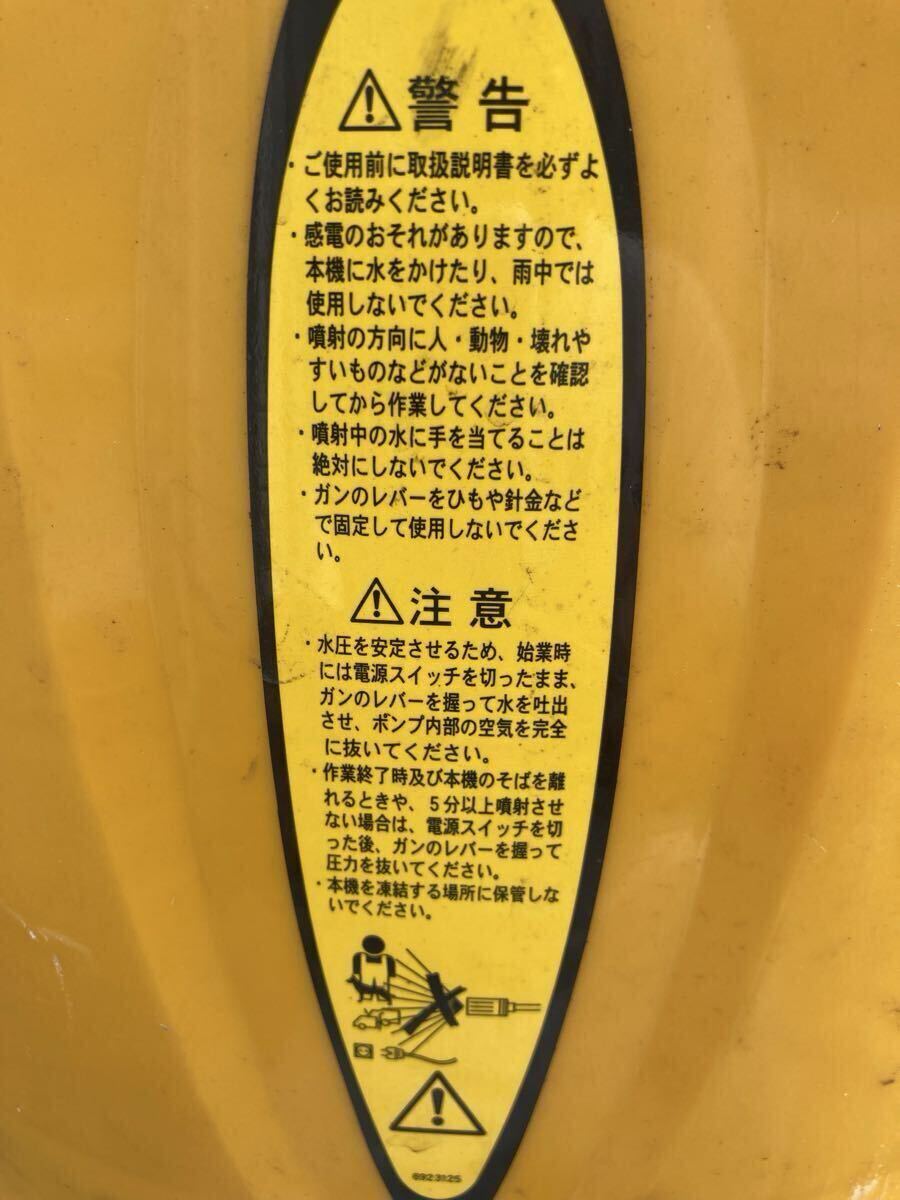 ⚠警告
・ご使用前に取扱説明書を必ずよ
くお読みください。
・感電のおそれがありますので、
本機に水をかけたり、雨中では
使用しないでください。
・噴射の方向に人・動物・壊れや
すいものなどがないことを確認
してから作業してください。
・噴射中の水に手を当てることは
絶対にしないでください。
・ガンのレバーをひもや針金など
で固定して使用しないでくださ
い。
⚠注意
・水圧を安定させるため、始業時
には電源スイッチを切ったまま、
ガンのレバーを握って水を吐出
させ、ポンプ内部の空気を完全
に抜いてください。
・作業終了時及び本機のそばを離
れるときや、5分以上噴射させ
ない場合は、電源スイッチを切
った後、ガンのレバーを握って
圧力を抜いてください。
・本機を凍結する場所に保管しな
いでください。
6923125